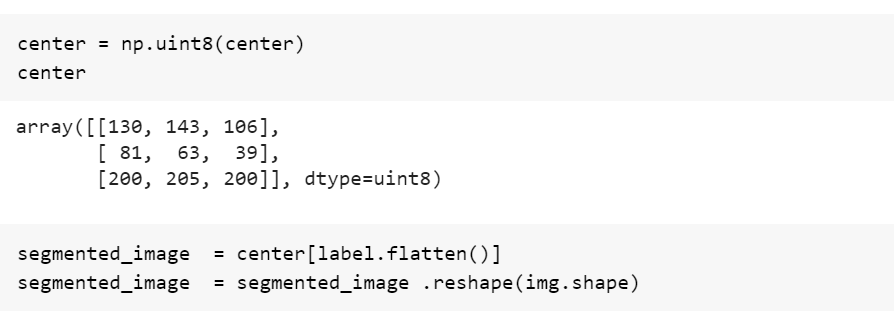 center = np.uint8(center)
center
array([[130, 143, 106],
       [ 81,  63,  39],
       [200, 205, 200]], dtype=uint8)
segmented_image  = center[label.flatten()]
segmented_image  = segmented_image .reshape(img.shape)